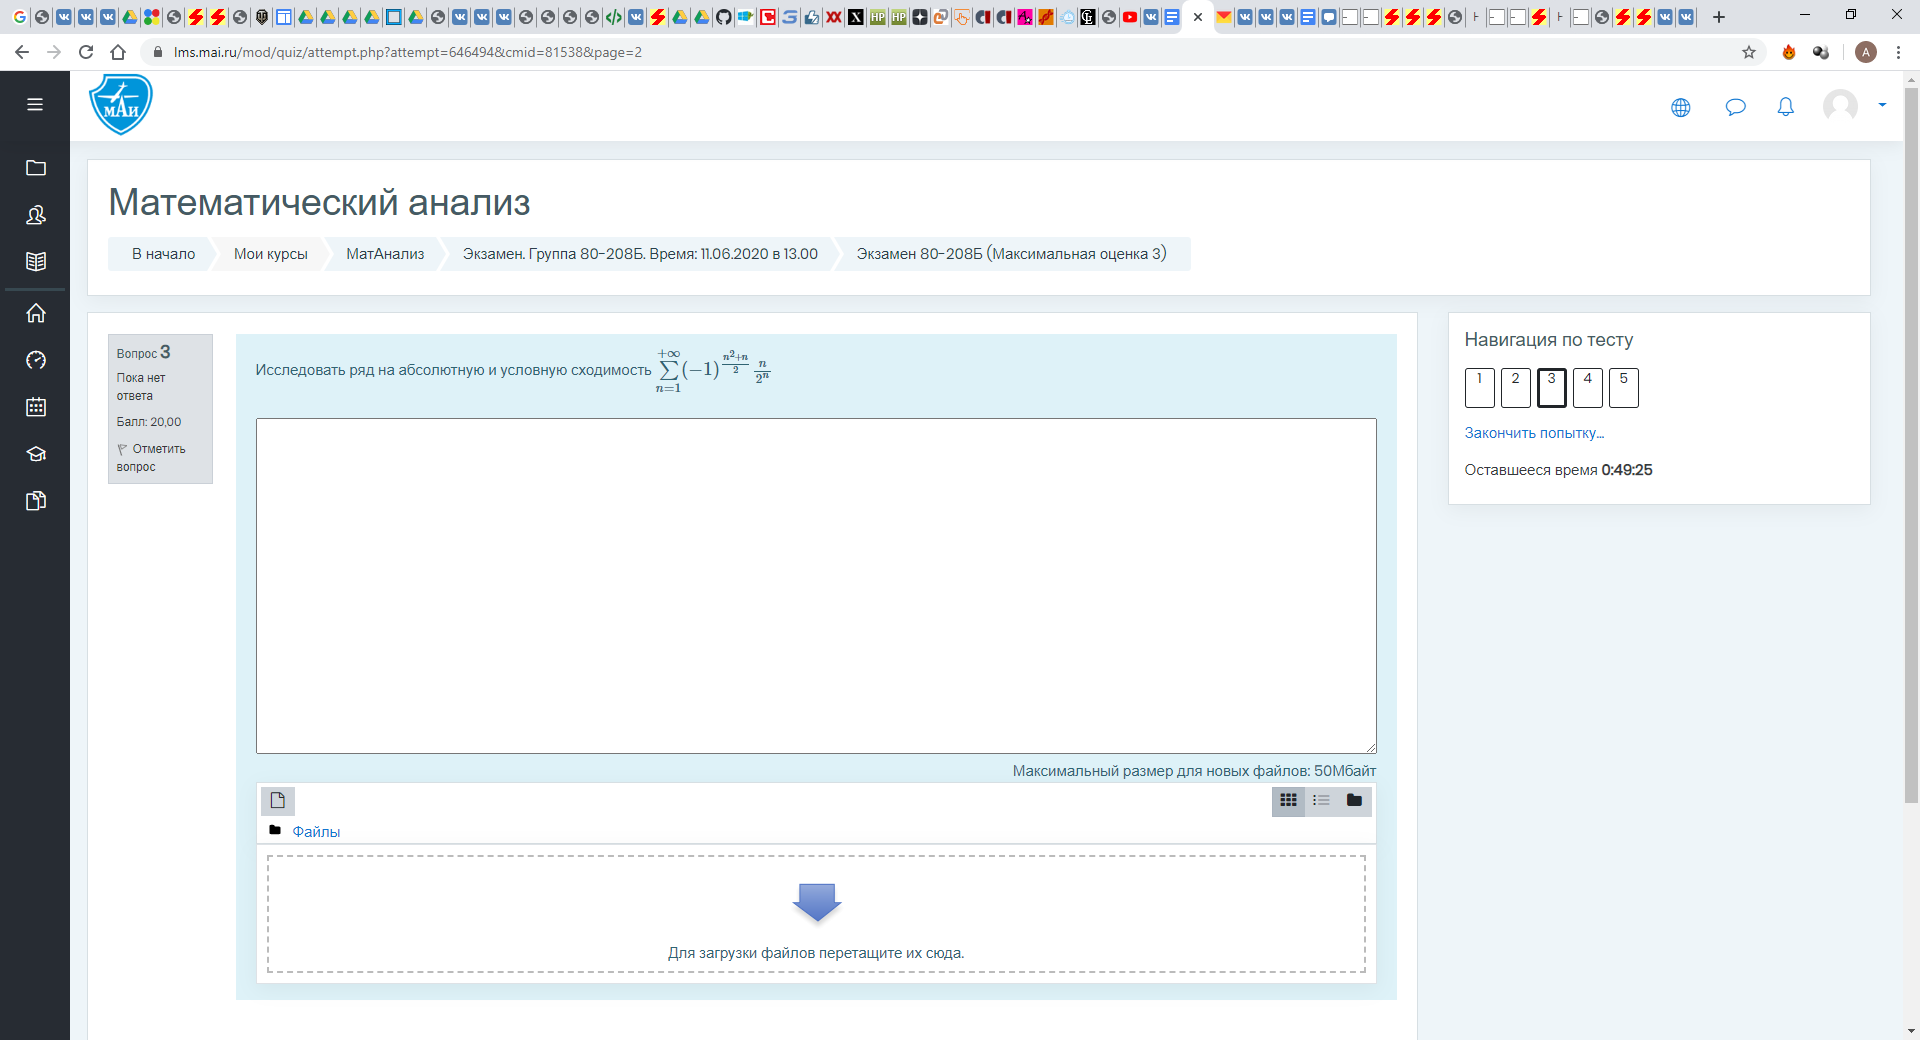 lms.mai.ru/mod/quiz/attempt.php?attempt=646494&cmid=81538&page=2
A
МАИ
Математический анализ
В начало
Мои курсы
МатАнализ
Экзамен. Группа 80-208Б. Время: 11.06.2020 в 13.00
Экзамен 80-208Б (Максимальная оценка 3)
Вопрос 3
Пока нет
ответа
Балл: 20,00
Отметить
вопрос
Исследовать ряд на абсолютную и условную сходимость $\sum_{n=1}^{+\infty}(-1)^{\frac{n^2+n}{2}}\frac{n}{2^n}$
Максимальный размер для новых файлов: 50Мбайт
Файлы
Для загрузки файлов перетащите их сюда.
Навигация по тесту
1 2 3 4 5
Закончить попытку...
Оставшееся время 0:49:25